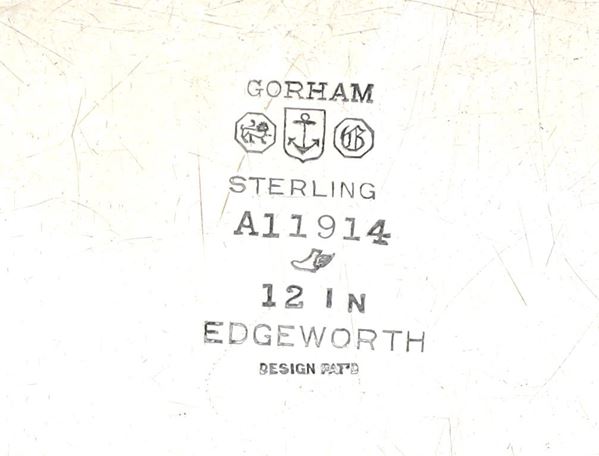 GORHAM
G
STERLING
A11914
12 IN
EDGEWORTH
DESIGN PAT'D